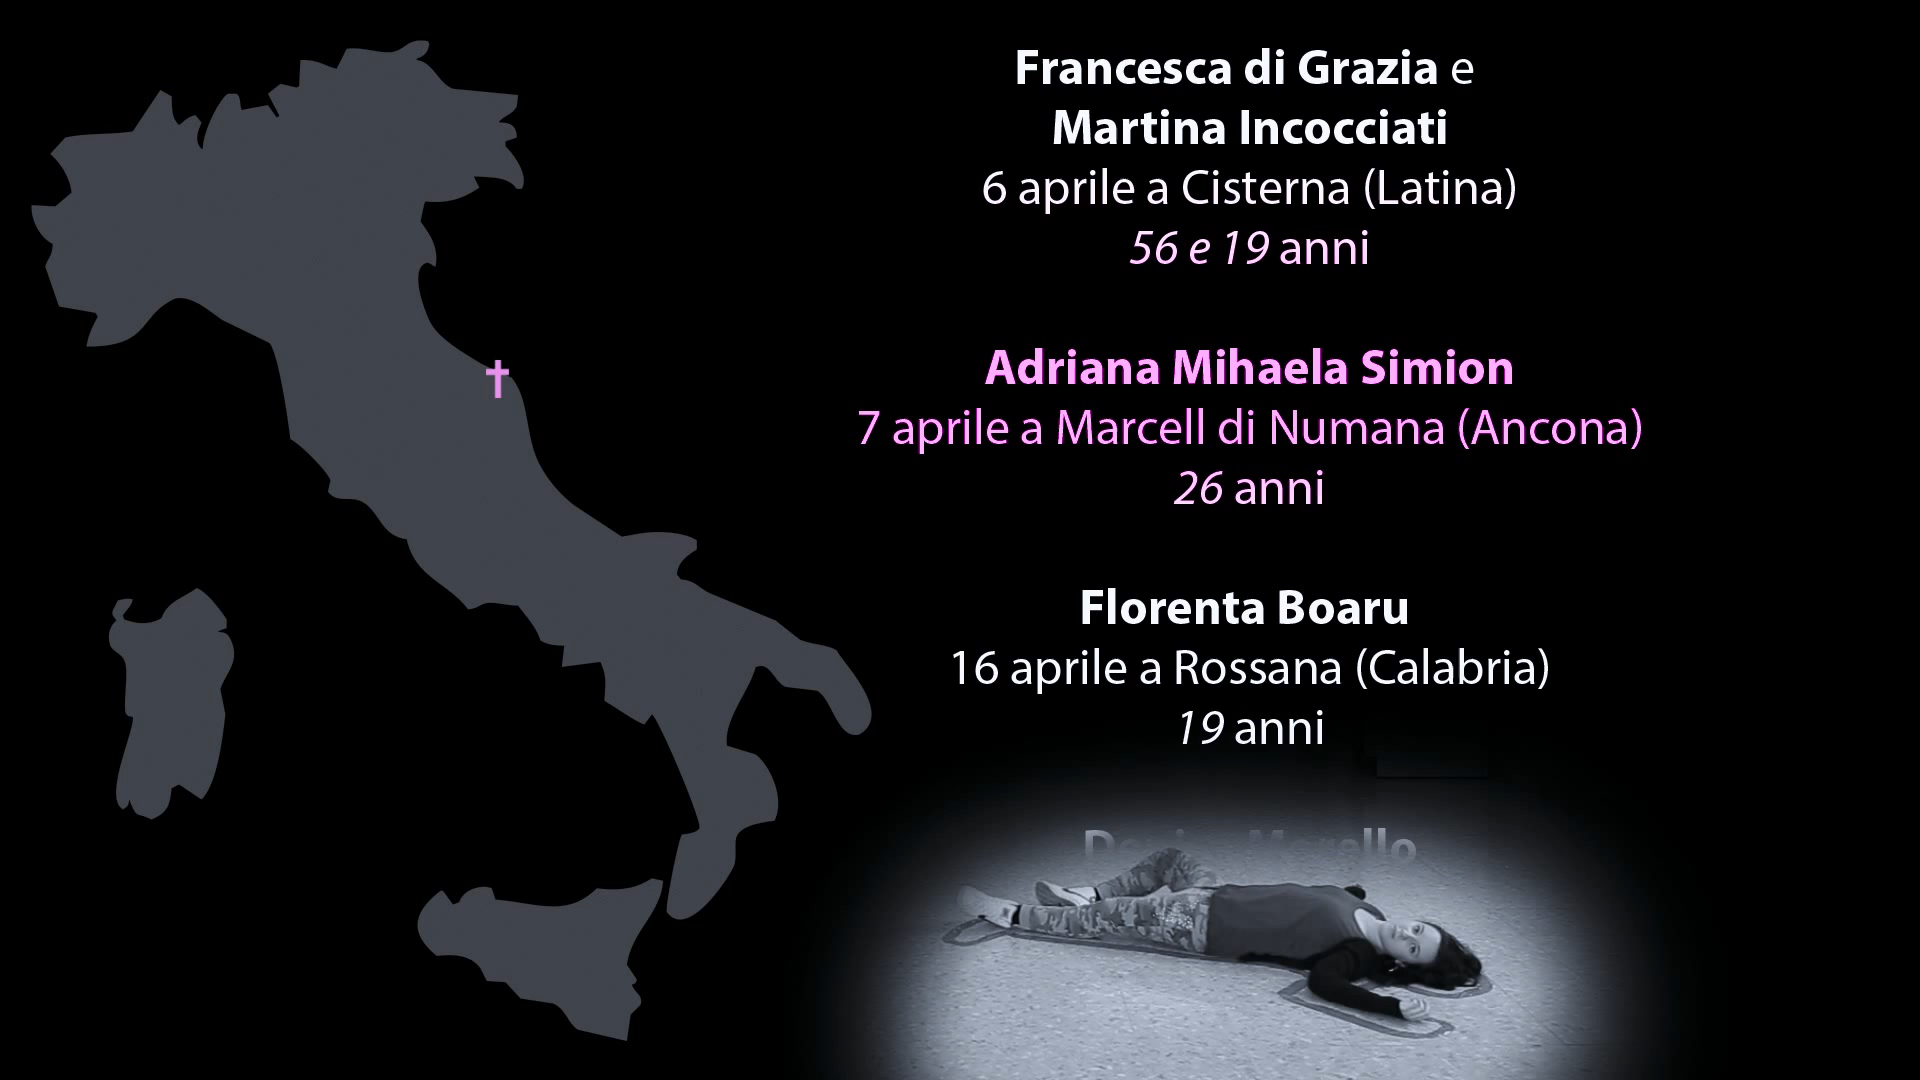 Francesca di Grazia e
Martina Incocciati
6 aprile a Cisterna (Latina)
56 e 19 anni
Adriana Mihaela Simion
7 aprile a Marcell di Numana (Ancona)
26 anni
Florenta Boaru
16 aprile a Rossana (Calabria)
19 anni